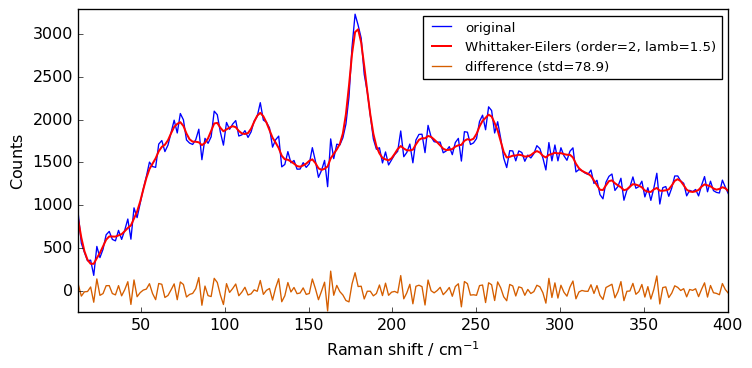 original
Whittaker-Eilers (order=2, lamb=1.5)
difference (std=78.9)
Counts
3000
2500
2000
1500
1000
500
0
50 100 150 200 250 300 350 400
Raman shift / cm⁻¹